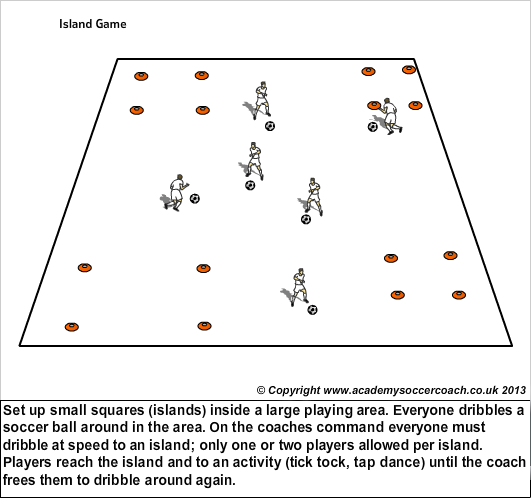 Island Game
© Copyright www.academysoccercoach.co.uk 2013
Set up small squares (islands) inside a large playing area. Everyone dribbles a
soccer ball around in the area. On the coaches command everyone must
dribble at speed to an island; only one or two players allowed per island.
Players reach the island and to an activity (tick tock, tap dance) until the coach
frees them to dribble around again.